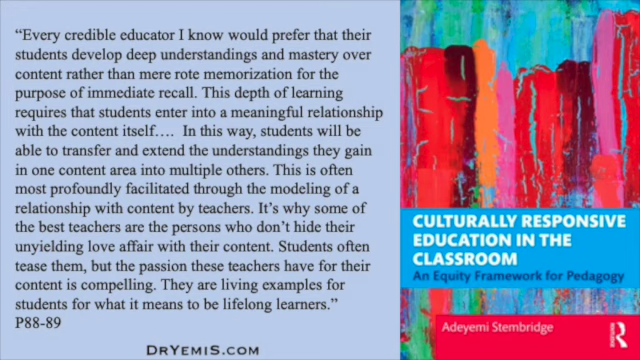 “Every credible educator I know would prefer that their
students develop deep understandings and mastery over
content rather than mere rote memorization for the
purpose of immediate recall. This depth of learning
requires that students enter into a meaningful relationship
with the content itself…. In this way, students will be
able to transfer and extend the understandings they gain
in one content area into multiple others. This is often
most profoundly facilitated through the modeling of a
relationship with content by teachers. It’s why some of
the best teachers are the persons who don’t hide their
unyielding love affair with their content. Students often
tease them, but the passion these teachers have for their
content is compelling. They are living examples for
students for what it means to be lifelong learners.”
P88-89
DRYEMIS.COM
CULTURALLY RESPONSIVE
EDUCATION IN THE
CLASSROOM
An Equity Framework for Pedagogy
Adeyemi Stembridge
R